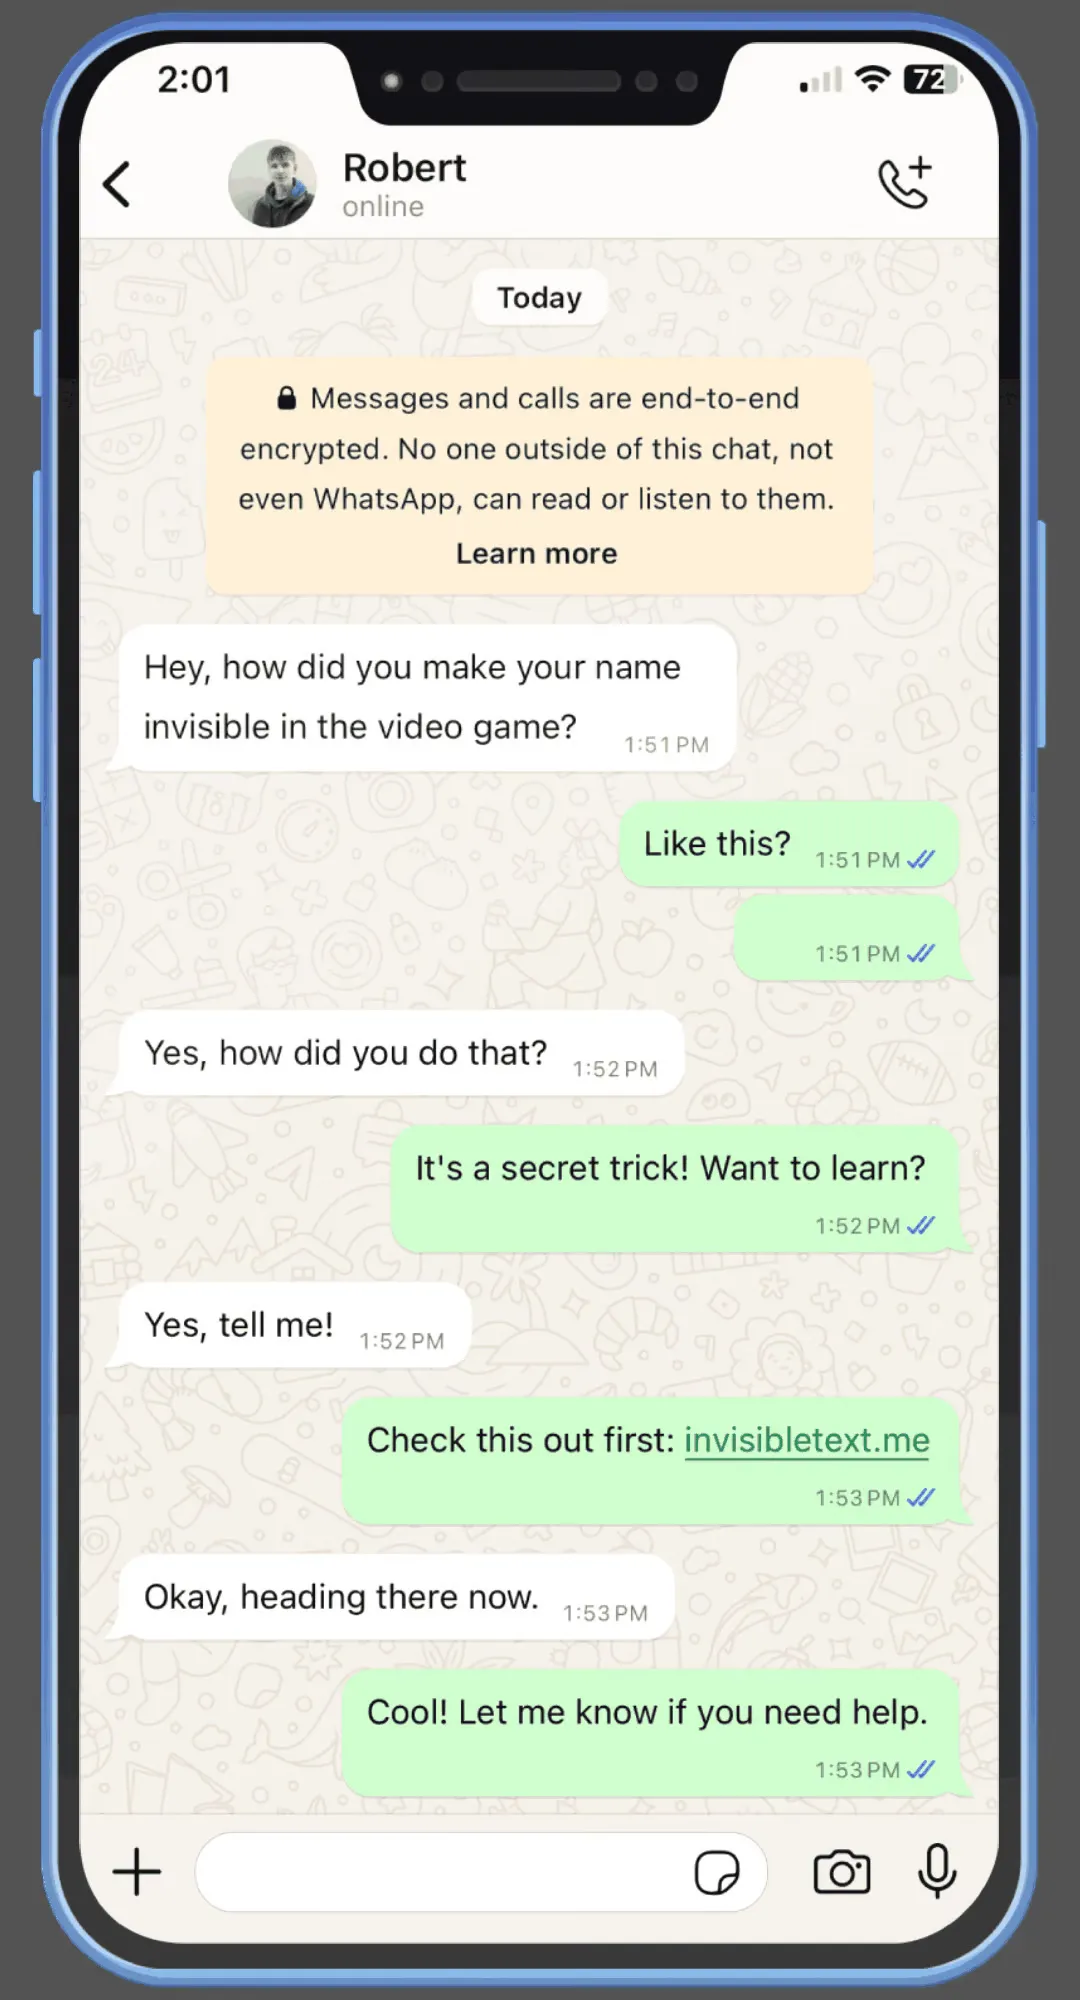 2:01
72
Robert
online
Today
Messages and calls are end-to-end
encrypted. No one outside of this chat, not
even WhatsApp, can read or listen to them.
Learn more
Hey, how did you make your name
invisible in the video game?
1:51 PM
Like this?
1:51 PM
1:51 PM
Yes, how did you do that?
1:52 PM
It's a secret trick! Want to learn?
1:52 PM
Yes, tell me!
1:52 PM
Check this out first: invisibletext.me
1:53 PM
Okay, heading there now.
1:53 PM
Cool! Let me know if you need help.
1:53 PM